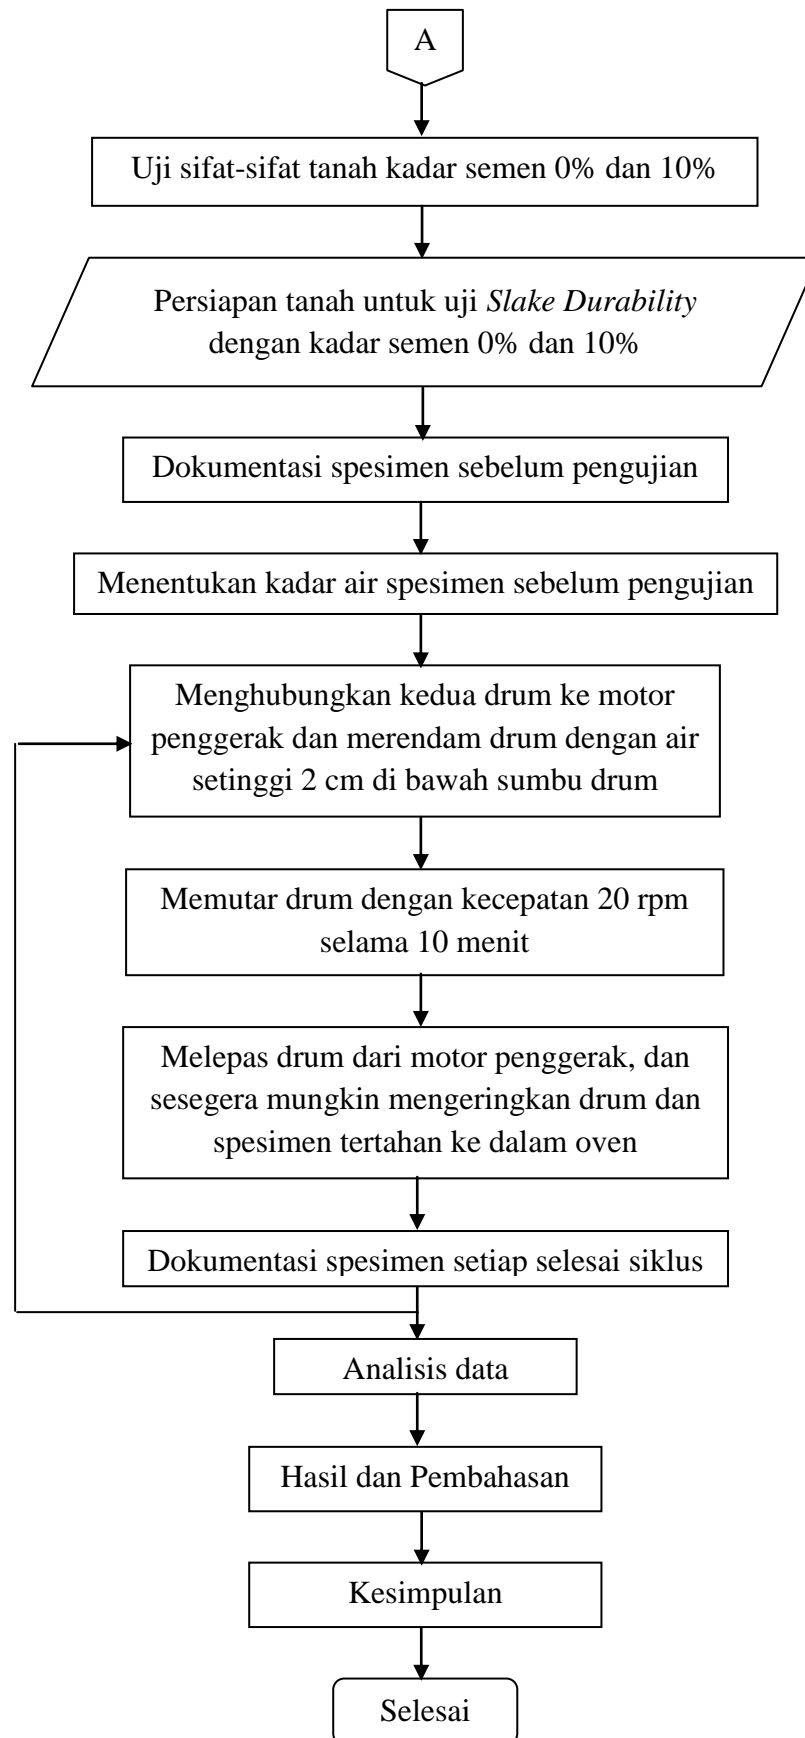 A
Uji sifat-sifat tanah kadar semen 0% dan 10%
Persiapan tanah untuk uji Slake Durability
dengan kadar semen 0% dan 10%
Dokumentasi spesimen sebelum pengujian
Menentukan kadar air spesimen sebelum pengujian
Menghubungkan kedua drum ke motor
penggerak dan merendam drum dengan air
setinggi 2 cm di bawah sumbu drum
Memutar drum dengan kecepatan 20 rpm
selama 10 menit
Melepas drum dari motor penggerak, dan
sesegera mungkin mengeringkan drum dan
spesimen tertahan ke dalam oven
Dokumentasi spesimen setiap selesai siklus
Analisis data
Hasil dan Pembahasan
Kesimpulan
Selesai